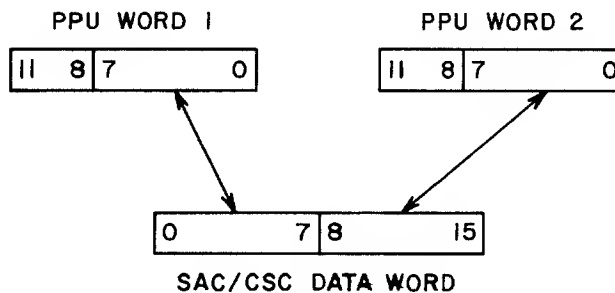 PPU WORD 1 PPU WORD 2
11 8 7 0 11 8 7 0
0 7 8 15
SAC/CSC DATA WORD